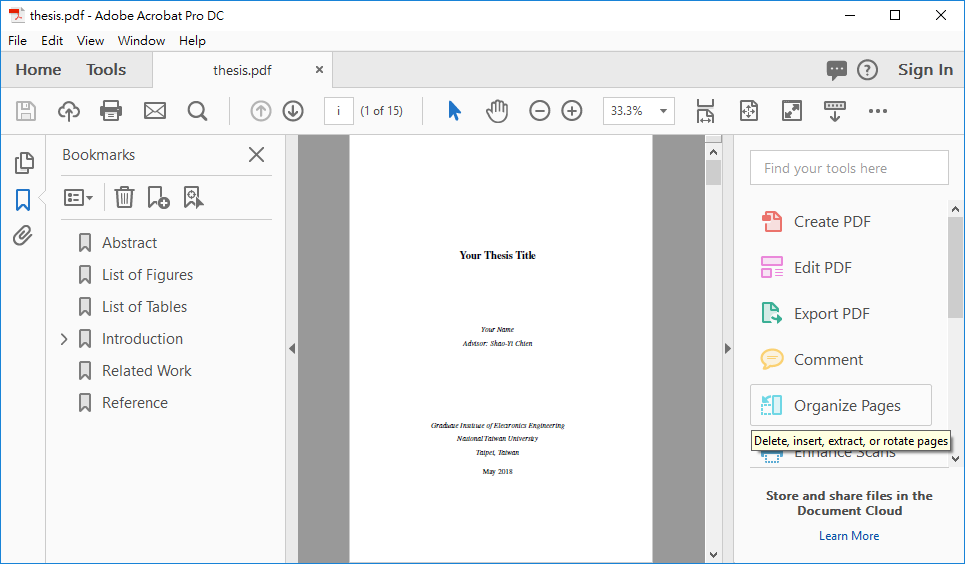 thesis.pdf - Adobe Acrobat Pro DC
File Edit View Window Help
Home Tools thesis.pdf × Sign In
i (1 of 15) 33.3%
Bookmarks
Abstract
List of Figures
List of Tables
Introduction
Related Work
Reference
Your Thesis Title
Your Name
Advisor: Shao-Yi Chien
Graduate Institute of Electronics Engineering
National Taiwan University
Taipei, Taiwan
May 2018
Find your tools here
Create PDF
Edit PDF
Export PDF
Comment
Organize Pages
Delete, insert, extract, or rotate pages
Enhance Scans
Store and share files in the
Document Cloud
Learn More